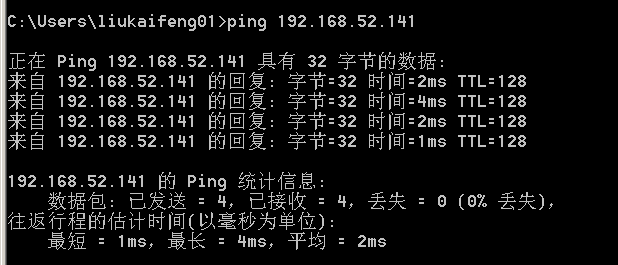 C:\Users\liukaifeng01>ping 192.168.52.141
正在 Ping 192.168.52.141 具有 32 字节的数据:
来自 192.168.52.141 的回复: 字节=32 时间=2ms TTL=128
来自 192.168.52.141 的回复: 字节=32 时间=4ms TTL=128
来自 192.168.52.141 的回复: 字节=32 时间=2ms TTL=128
来自 192.168.52.141 的回复: 字节=32 时间=1ms TTL=128
192.168.52.141 的 Ping 统计信息:
数据包: 已发送 = 4，已接收 = 4，丢失 = 0 (0% 丢失)，
往返行程的估计时间(以毫秒为单位):
最短 = 1ms，最长 = 4ms，平均 = 2ms